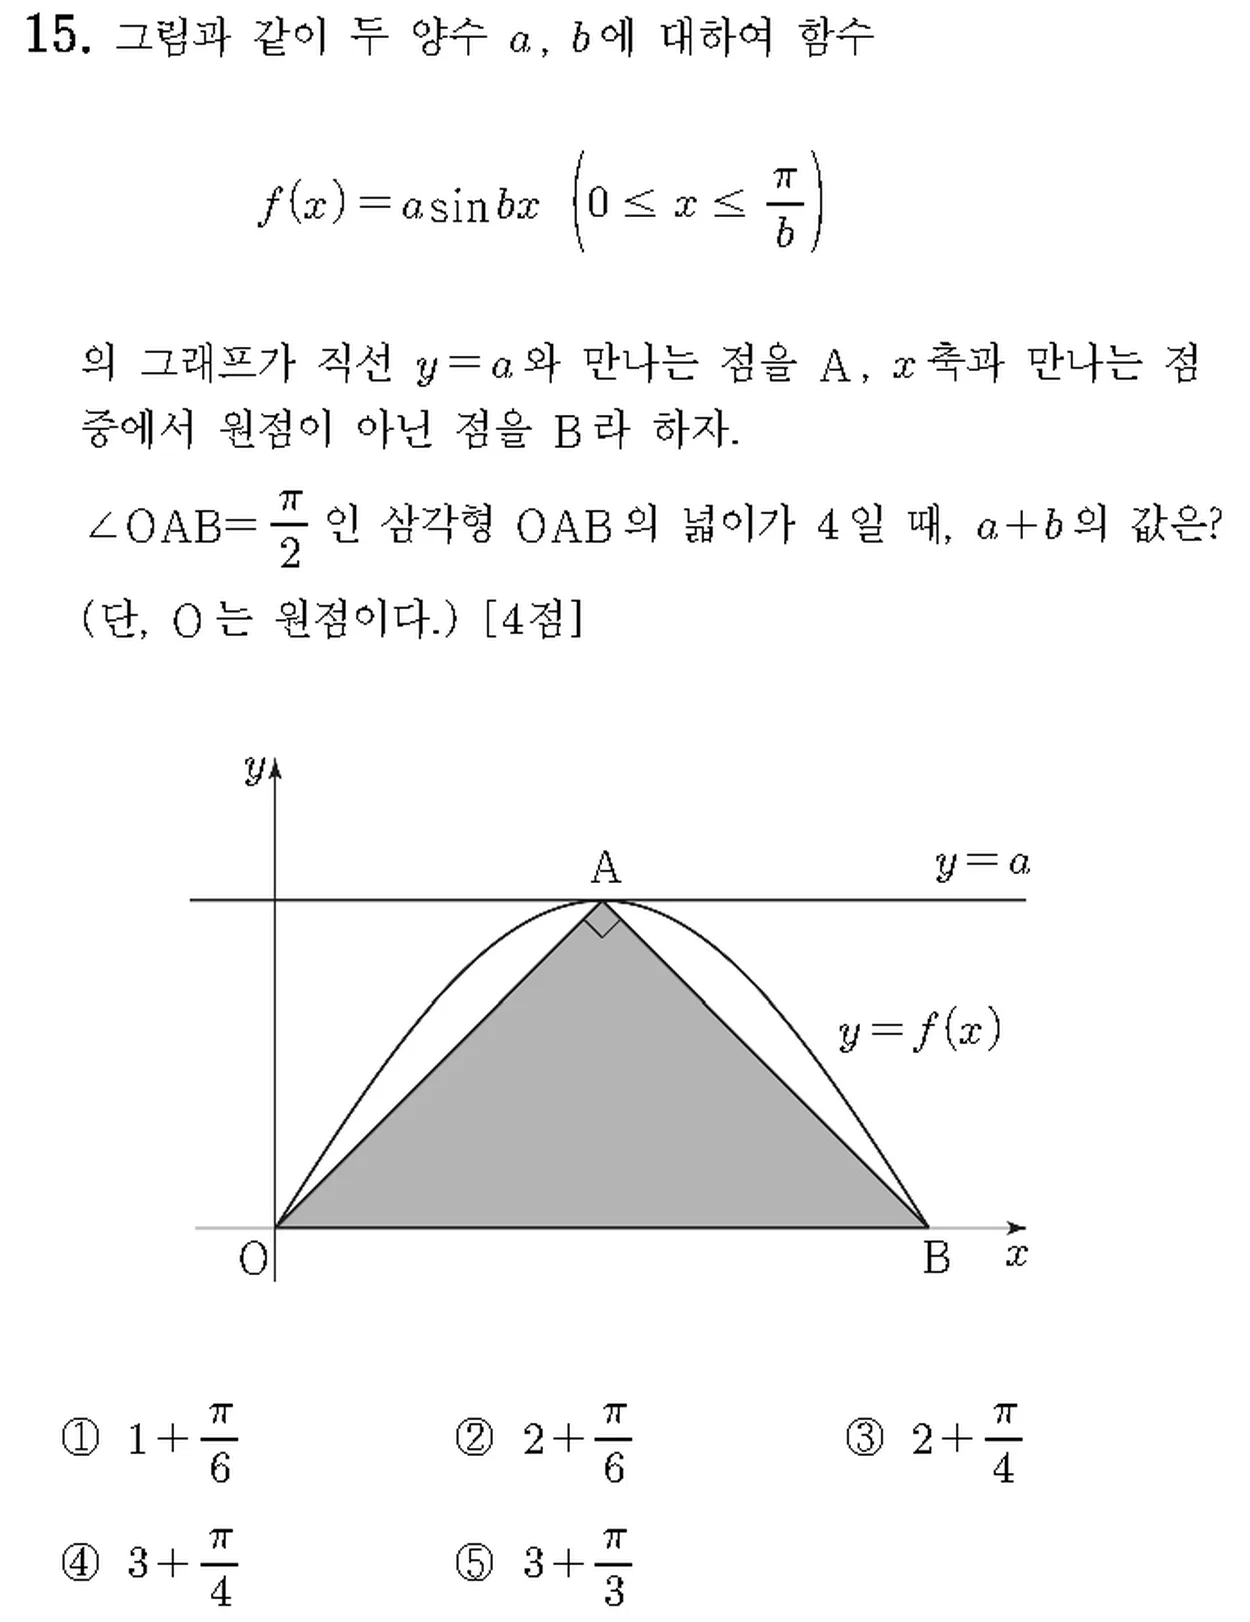 15. 그림과 같이 두 양수 a, b에 대하여 함수
f(x)=a sin bx (0 ≤ x ≤ π/b)
의 그래프가 직선 y=a와 만나는 점을 A, x축과 만나는 점
중에서 원점이 아닌 점을 B라 하자.
∠OAB=π/2인 삼각형 OAB의 넓이가 4일 때, a+b의 값은?
(단, O는 원점이다.) [4점]
y
A
y=a
y=f(x)
O
B
x
① 1+π/6 ② 2+π/6 ③ 2+π/4
④ 3+π/4 ⑤ 3+π/3